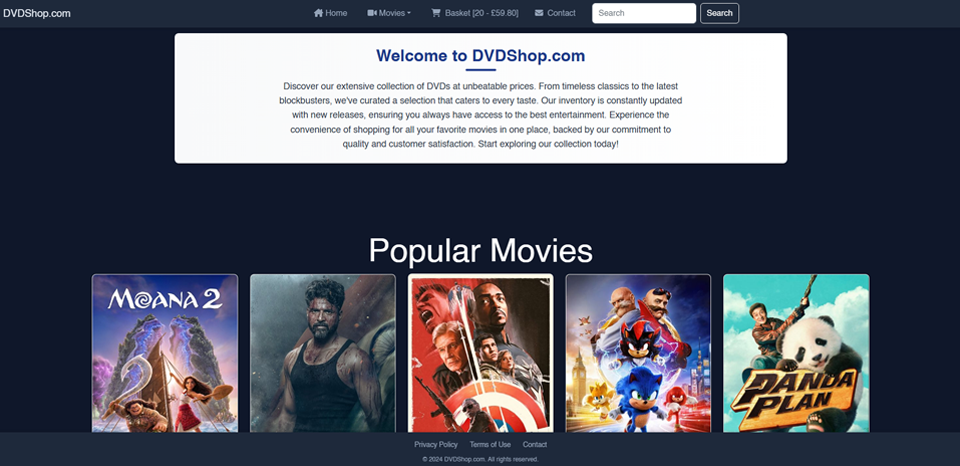 DVDShop.com
Home
Movies
Basket [20 - £59.80]
Contact
Search
Search
Welcome to DVDShop.com
Discover our extensive collection of DVDs at unbeatable prices. From timeless classics to the latest
blockbusters, we've curated a selection that caters to every taste. Our inventory is constantly updated
with new releases, ensuring you always have access to the best entertainment. Experience the
convenience of shopping for all your favorite movies in one place, backed by our commitment to
quality and customer satisfaction. Start exploring our collection today!
Popular Movies
MOANA 2
PANDA
PLAN
Privacy Policy
Terms of Use
Contact
© 2024 DVDShop.com. All rights reserved.